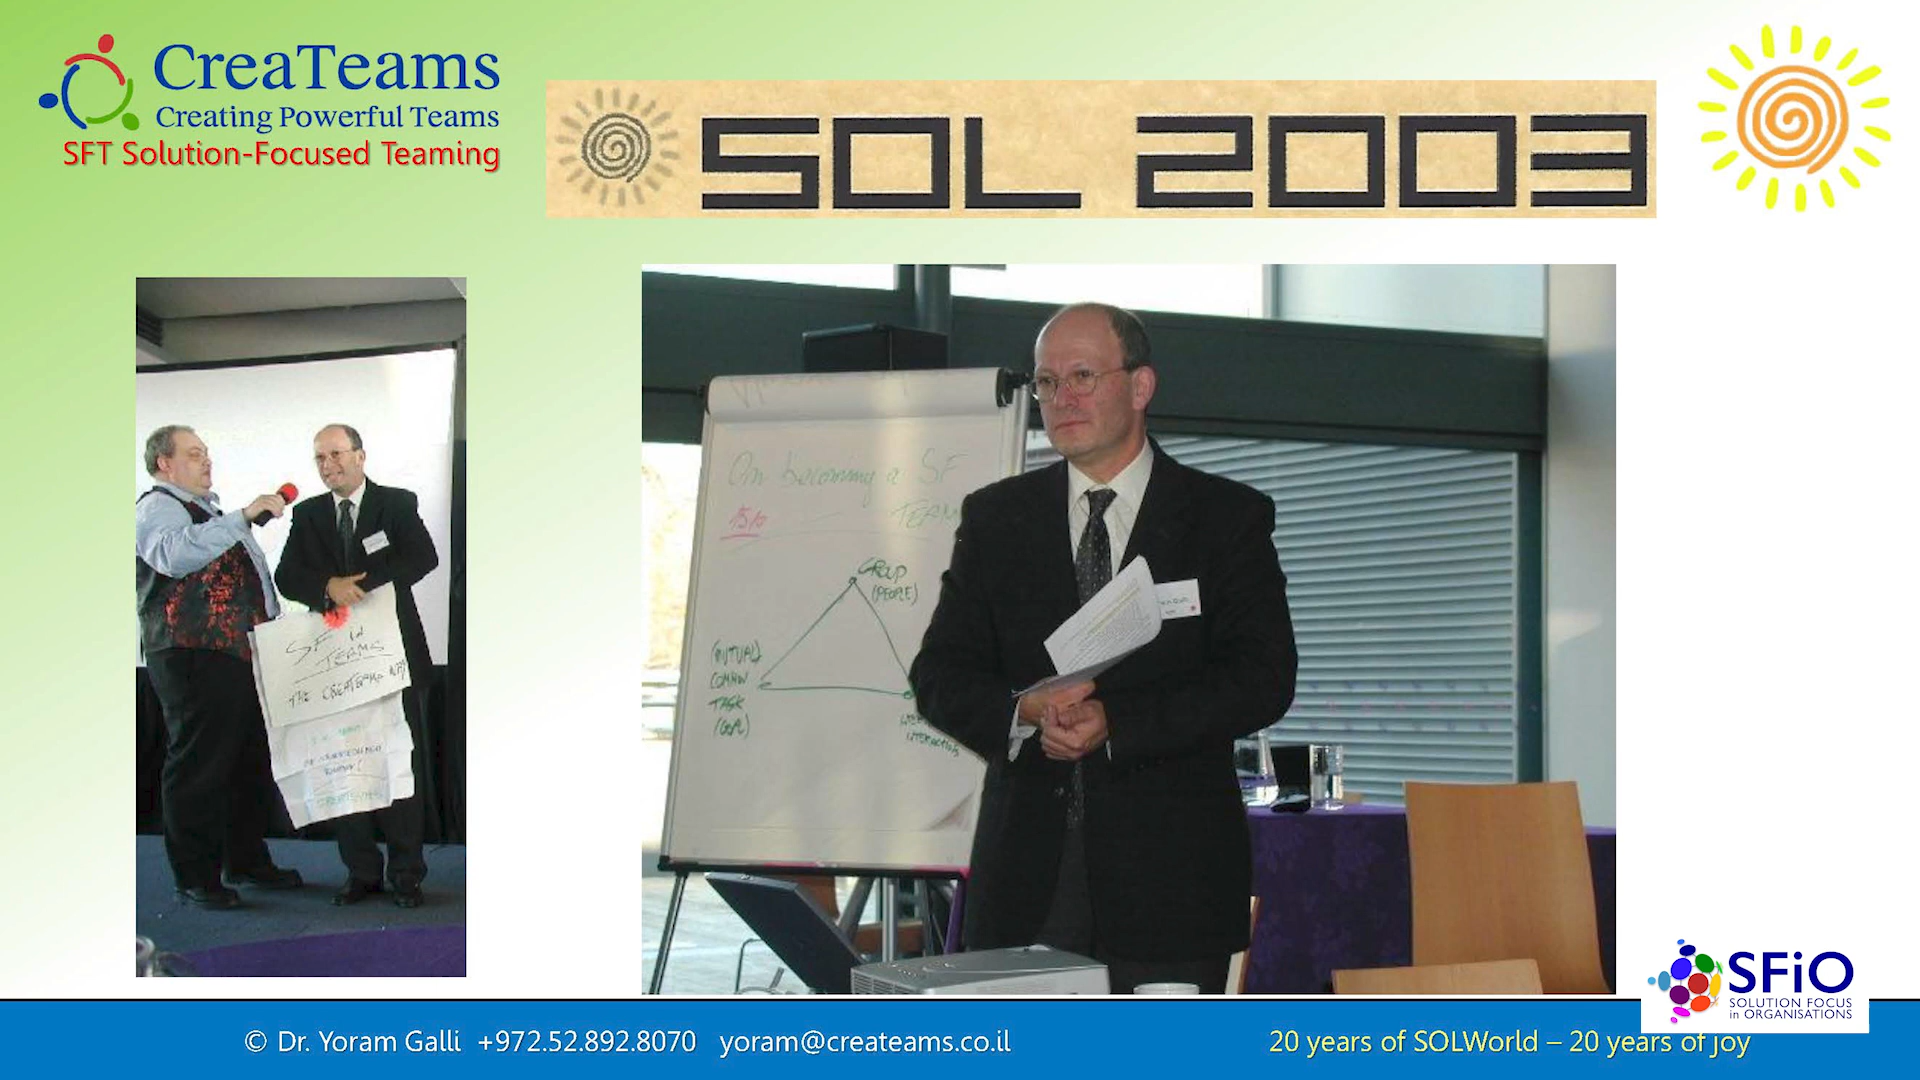 CreaTeams
Creating Powerful Teams
SFT Solution-Focused Teaming
SOL 2003
SF in
TEAMS
THE CREATEAMS
On becoming a SF
TEAM
GROUP
(PEOPLE)
(MUTUAL)
COMMON
TASK
(GOAL)
SFiO
SOLUTION FOCUS
in ORGANISATIONS
© Dr. Yoram Galli +972.52.892.8070 yoram@createams.co.il
20 years of SOLWorld – 20 years of joy